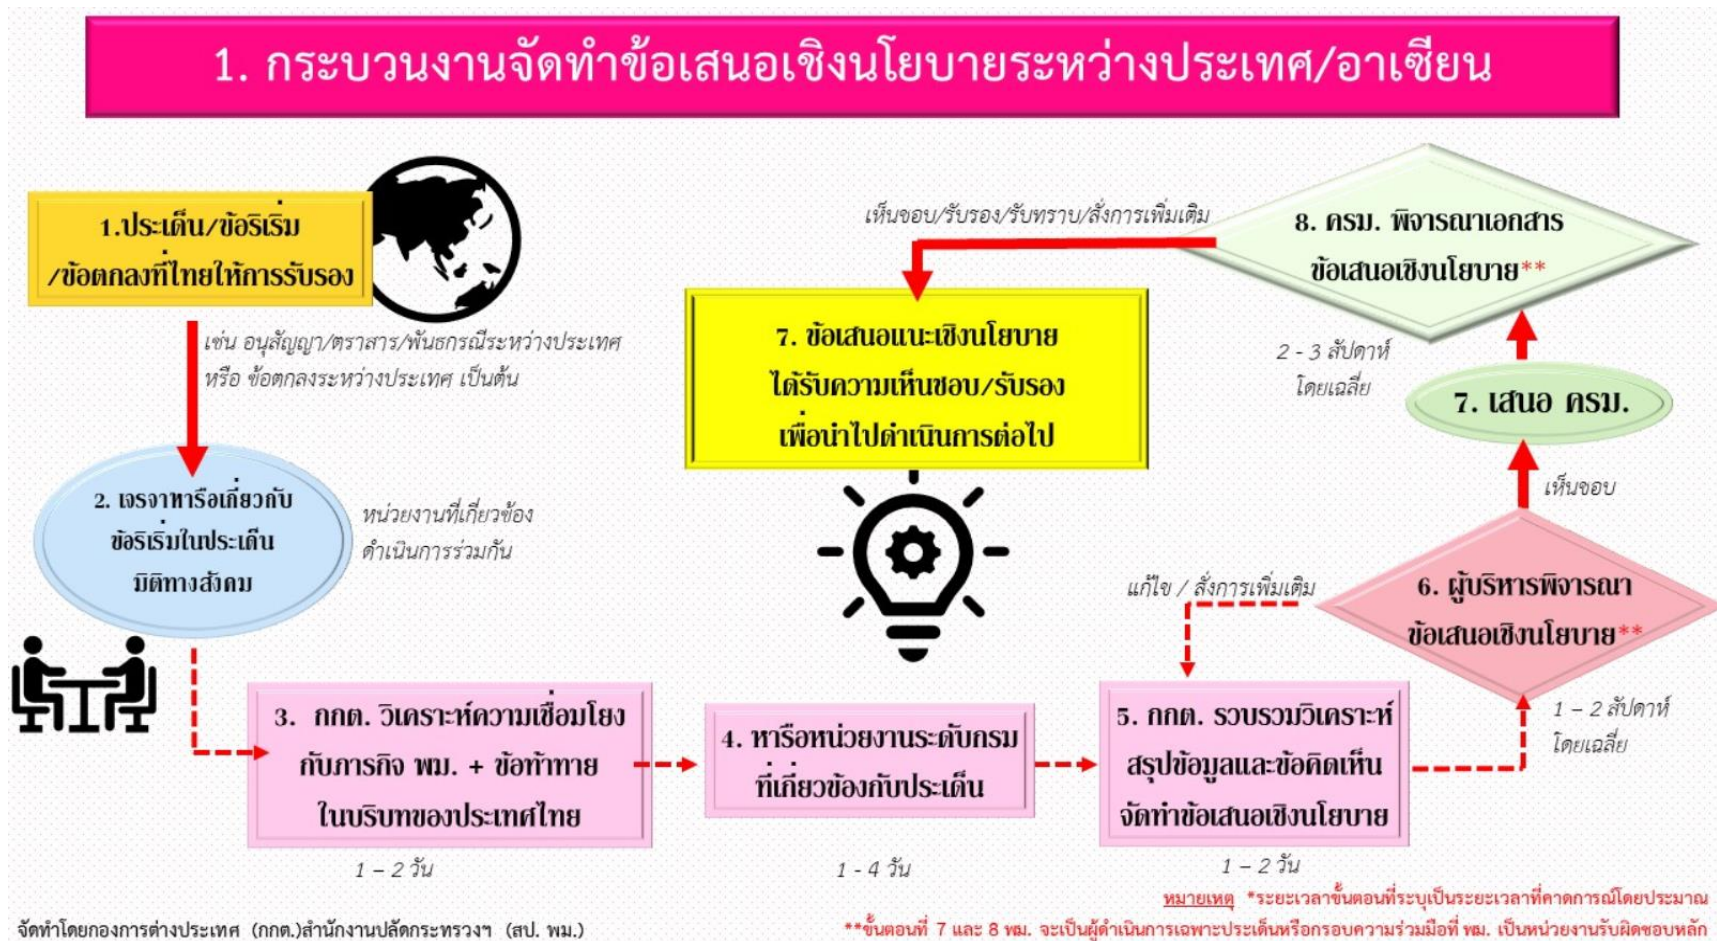 1. กระบวนงานจัดทำข้อเสนอเชิงนโยบายระหว่างประเทศ/อาเซียน
1.ประเด็น/ข้อริเริ่ม
/ข้อตกลงที่ไทยให้การรับรอง
เช่น อนุสัญญา/ตราสาร/พันธกรณีระหว่างประเทศ
หรือ ข้อตกลงระหว่างประเทศ เป็นต้น
2. เจรจาหารือเกี่ยวกับ
ข้อริเริ่มในประเด็น
มิติทางสังคม
หน่วยงานที่เกี่ยวข้อง
ดำเนินการร่วมกัน
3. กกต. วิเคราะห์ความเชื่อมโยง
กับภารกิจ พม. + ข้อท้าทาย
ในบริบทของประเทศไทย
1 – 2 วัน
4. หารือหน่วยงานระดับกรม
ที่เกี่ยวข้องกับประเด็น
1 - 4 วัน
5. กกต. รวบรวมวิเคราะห์
สรุปข้อมูลและข้อคิดเห็น
จัดทำข้อเสนอเชิงนโยบาย
1 – 2 วัน
แก้ไข / สั่งการเพิ่มเติม
6. ผู้บริหารพิจารณา
ข้อเสนอเชิงนโยบาย**
1 – 2 สัปดาห์
โดยเฉลี่ย
เห็นชอบ
7. เสนอ ครม.
2 - 3 สัปดาห์
โดยเฉลี่ย
8. ครม. พิจารณาเอกสาร
ข้อเสนอเชิงนโยบาย**
เห็นชอบ/รับรอง/รับทราบ/สั่งการเพิ่มเติม
7. ข้อเสนอแนะเชิงนโยบาย
ได้รับความเห็นชอบ/รับรอง
เพื่อนำไปดำเนินการต่อไป
หมายเหตุ *ระยะเวลาขั้นตอนที่ระบุเป็นระยะเวลาที่คาดการณ์โดยประมาณ
**ขั้นตอนที่ 7 และ 8 พม. จะเป็นผู้ดำเนินการเฉพาะประเด็นหรือกรอบความร่วมมือที่ พม. เป็นหน่วยงานรับผิดชอบหลัก
จัดทำโดยกองการต่างประเทศ (กกต.)สำนักงานปลัดกระทรวงฯ (สป. พม.)